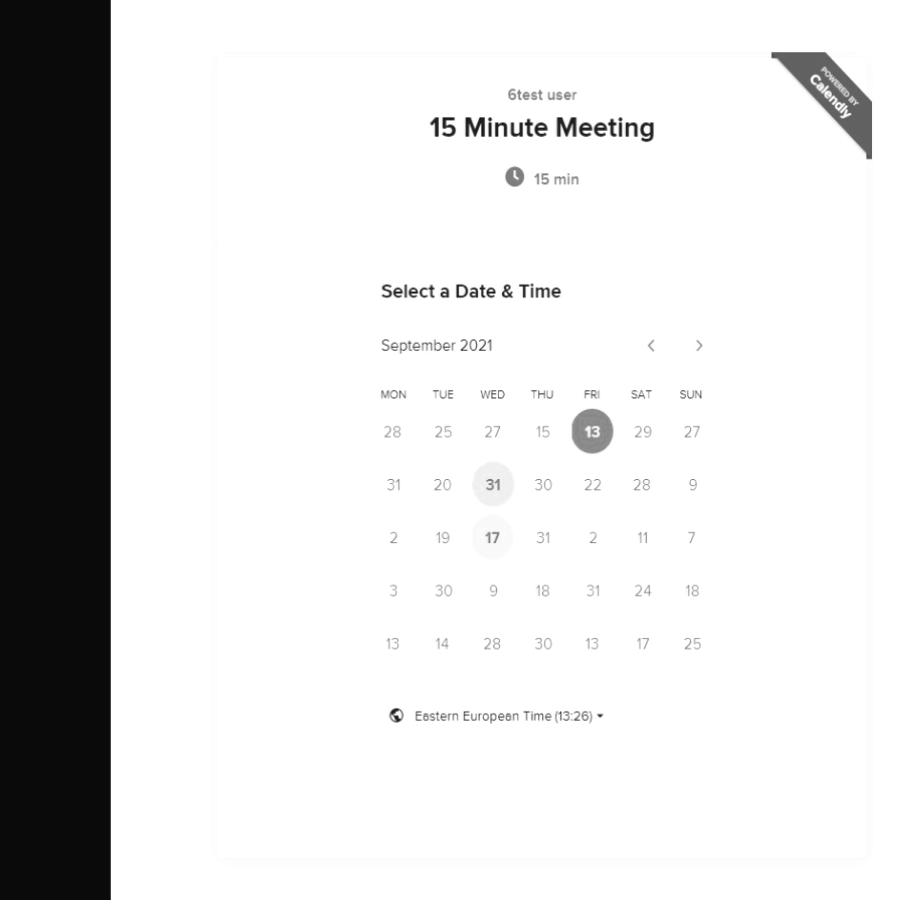 POWERED BY
Calendly
6test user
15 Minute Meeting
15 min
Select a Date & Time
September 2021
MON TUE WED THU FRI SAT SUN
28 25 27 15 13 29 27
31 20 31 30 22 28 9
2 19 17 31 2 11 7
3 30 9 18 31 24 18
13 14 28 30 13 17 25
Eastern European Time (13:26)